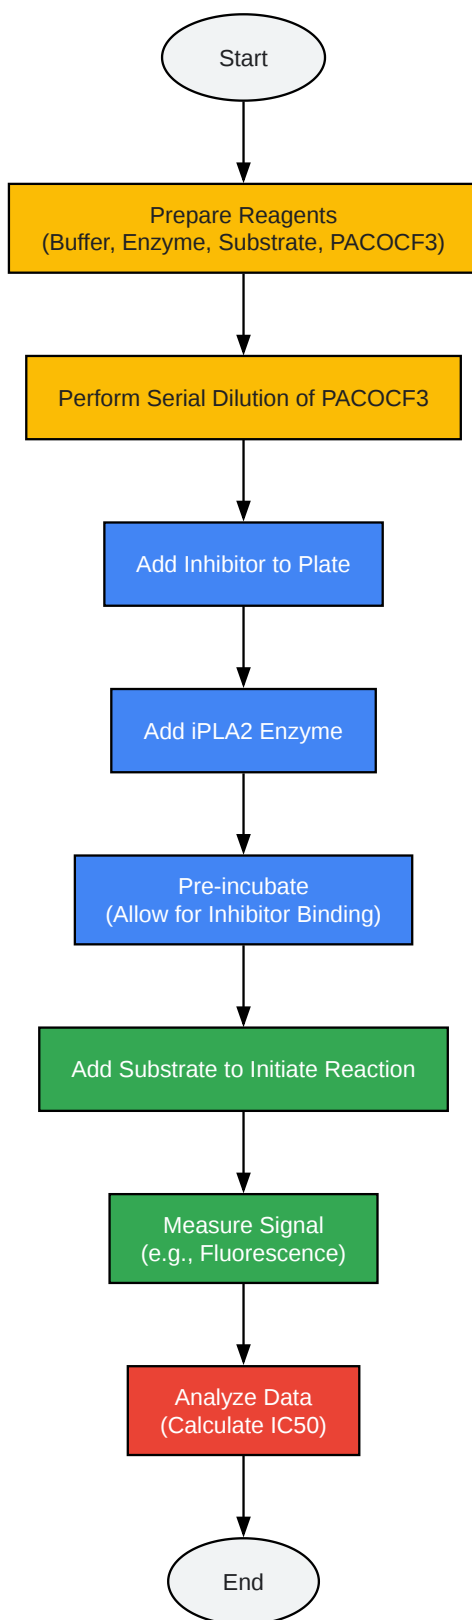 Start
Prepare Reagents
(Buffer, Enzyme, Substrate, PACOCF3)
Perform Serial Dilution of PACOCF3
Add Inhibitor to Plate
Add iPLA2 Enzyme
Pre-incubate
(Allow for Inhibitor Binding)
Add Substrate to Initiate Reaction
Measure Signal
(e.g., Fluorescence)
Analyze Data
(Calculate IC50)
End